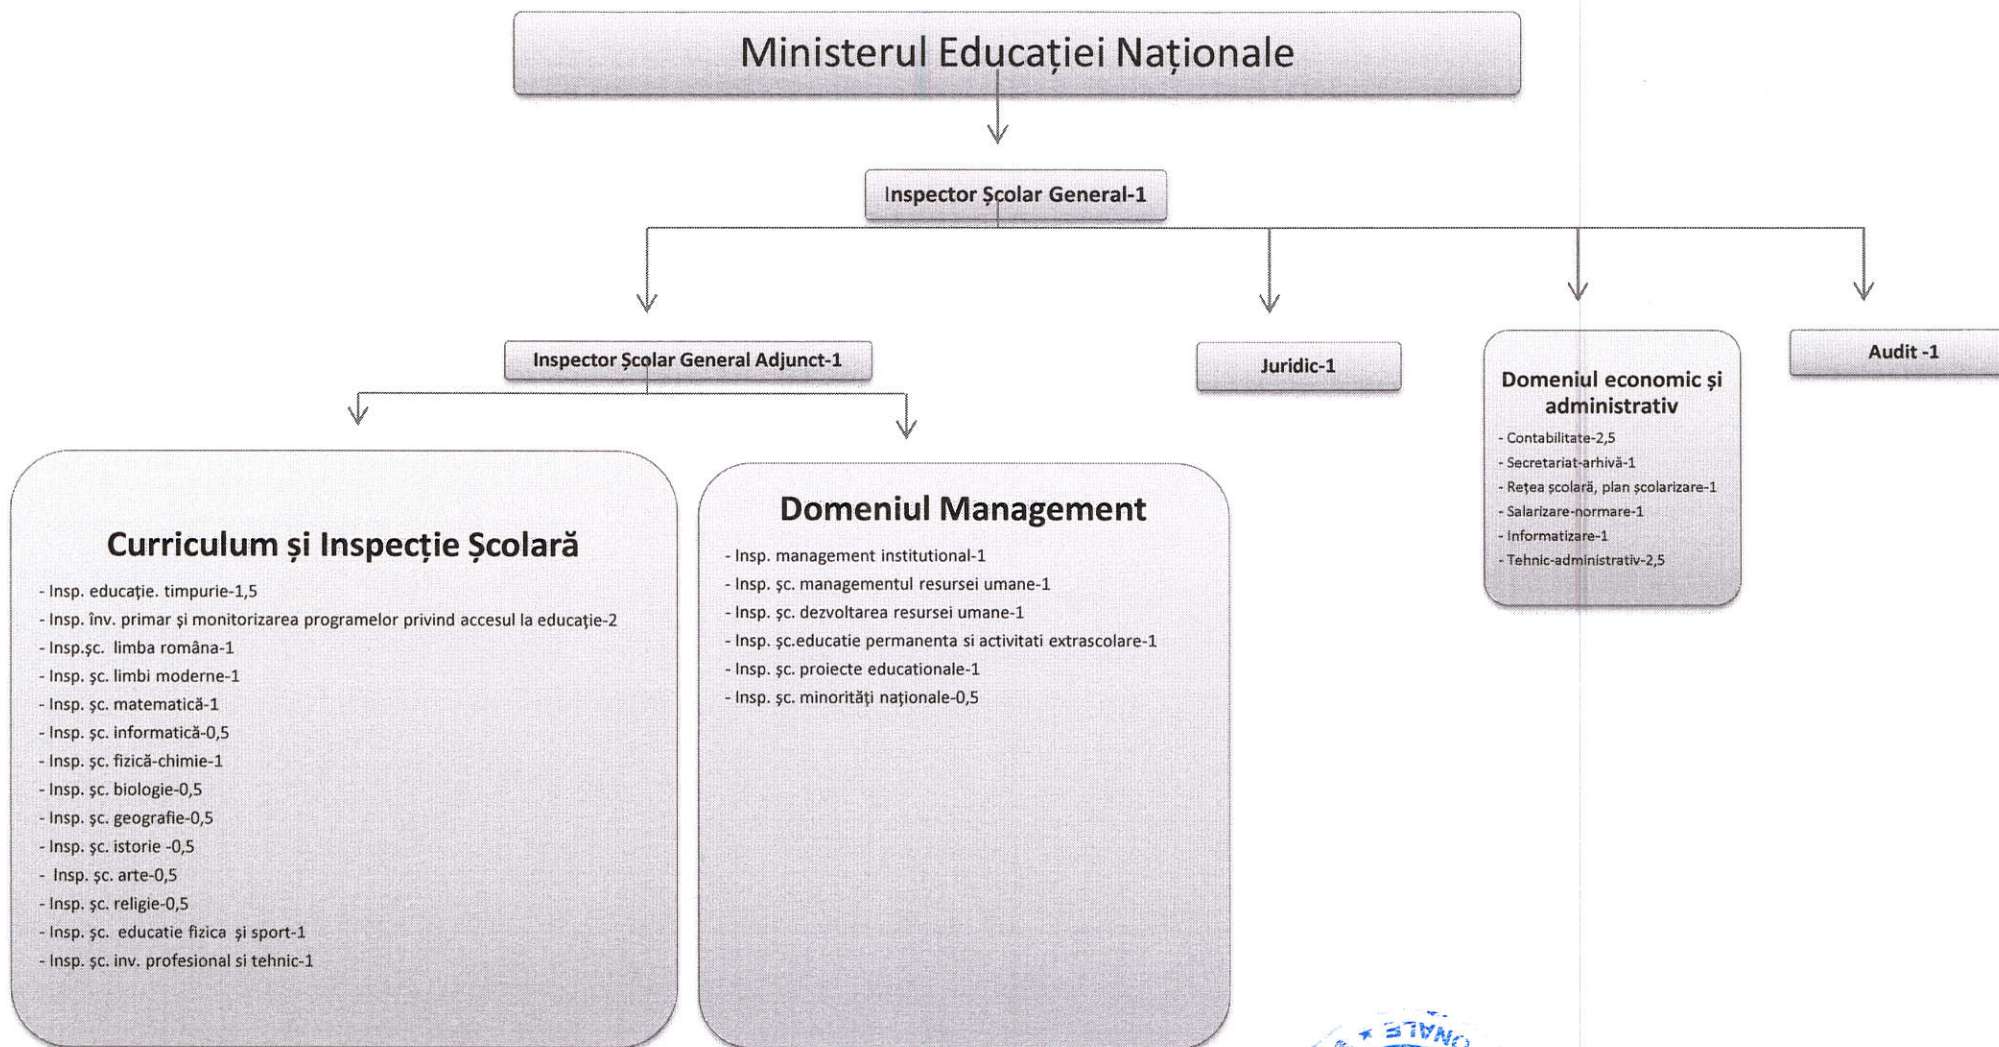 Ministerul Educației Naționale
Inspector Școlar General-1
Inspector Școlar General Adjunct-1
Juridic-1
Domeniul economic și
administrativ
- Contabilitate-2,5
- Secretariat-arhivă-1
- Rețea școlară, plan școlarizare-1
- Salarizare-normare-1
- Informatizare-1
- Tehnic-administrativ-2,5
Audit -1
Curriculum și Inspecție Școlară
- Insp. educație. timpurie-1,5
- Insp. înv. primar și monitorizarea programelor privind accesul la educație-2
- Insp.șc. limba româna-1
- Insp. șc. limbi moderne-1
- Insp. șc. matematică-1
- Insp. șc. informatică-0,5
- Insp. șc. fizică-chimie-1
- Insp. șc. biologie-0,5
- Insp. șc. geografie-0,5
- Insp. șc. istorie -0,5
- Insp. șc. arte-0,5
- Insp. șc. religie-0,5
- Insp. șc. educatie fizica și sport-1
- Insp. șc. inv. profesional si tehnic-1
Domeniul Management
- Insp. management institutional-1
- Insp. șc. managementul resursei umane-1
- Insp. șc. dezvoltarea resursei umane-1
- Insp. șc.educatie permanenta si activitati extrascolare-1
- Insp. șc. proiecte educationale-1
- Insp. șc. minorități naționale-0,5